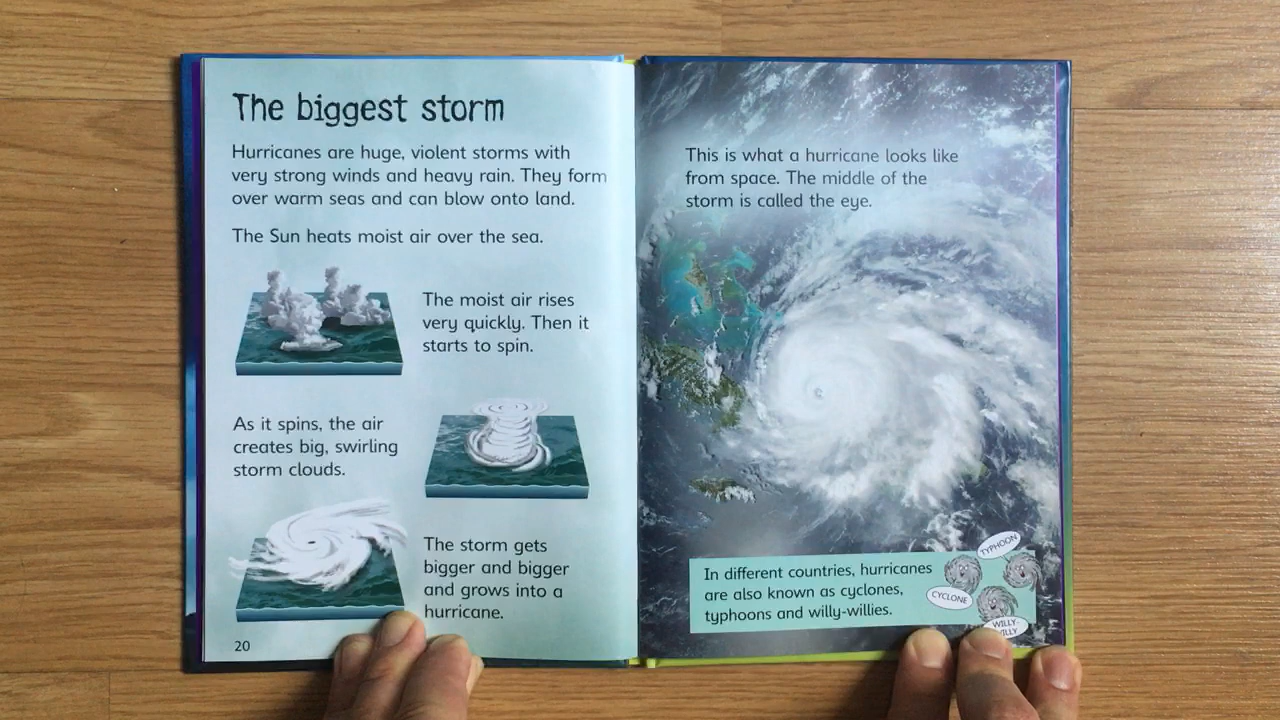 The biggest storm
Hurricanes are huge, violent storms with
very strong winds and heavy rain. They form
over warm seas and can blow onto land.
The Sun heats moist air over the sea.
The moist air rises
very quickly. Then it
starts to spin.
As it spins, the air
creates big, swirling
storm clouds.
The storm gets
bigger and bigger
and grows into a
hurricane.
20
This is what a hurricane looks like
from space. The middle of the
storm is called the eye.
In different countries, hurricanes
are also known as cyclones,
typhoons and willy-willies.
TYPHOON
CYCLONE
WILLY-